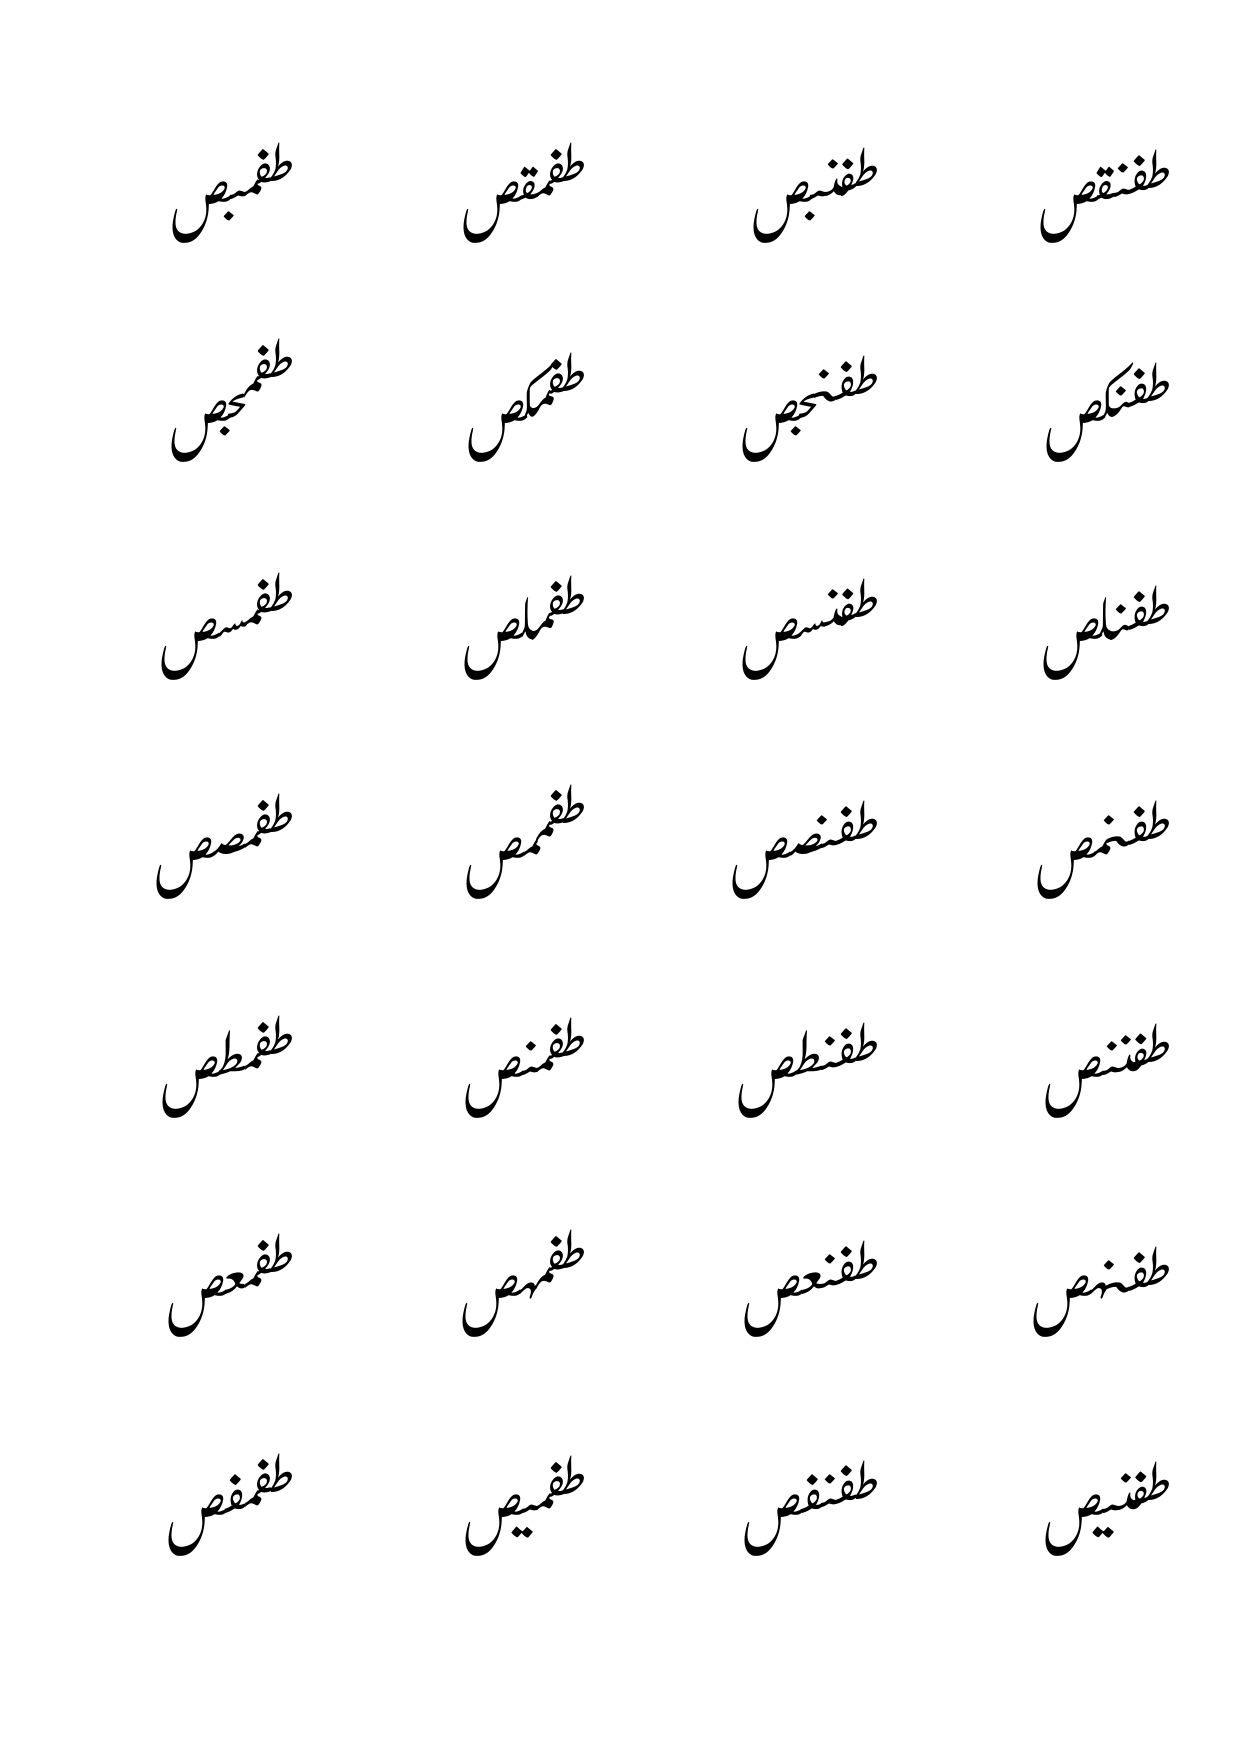 طفنقص طفنبص طفمقص طفمبص
طفنكص طفنجص طفمكص طفمجص
طفنلص طفنسص طفملص طفمسص
طفنمص طفنصص طفممص طفمصص
طفننص طفنطص طفمنص طفمطص
طفنهص طفنعص طفمهص طفمعص
طفنيص طفنفص طفميص طفمفص